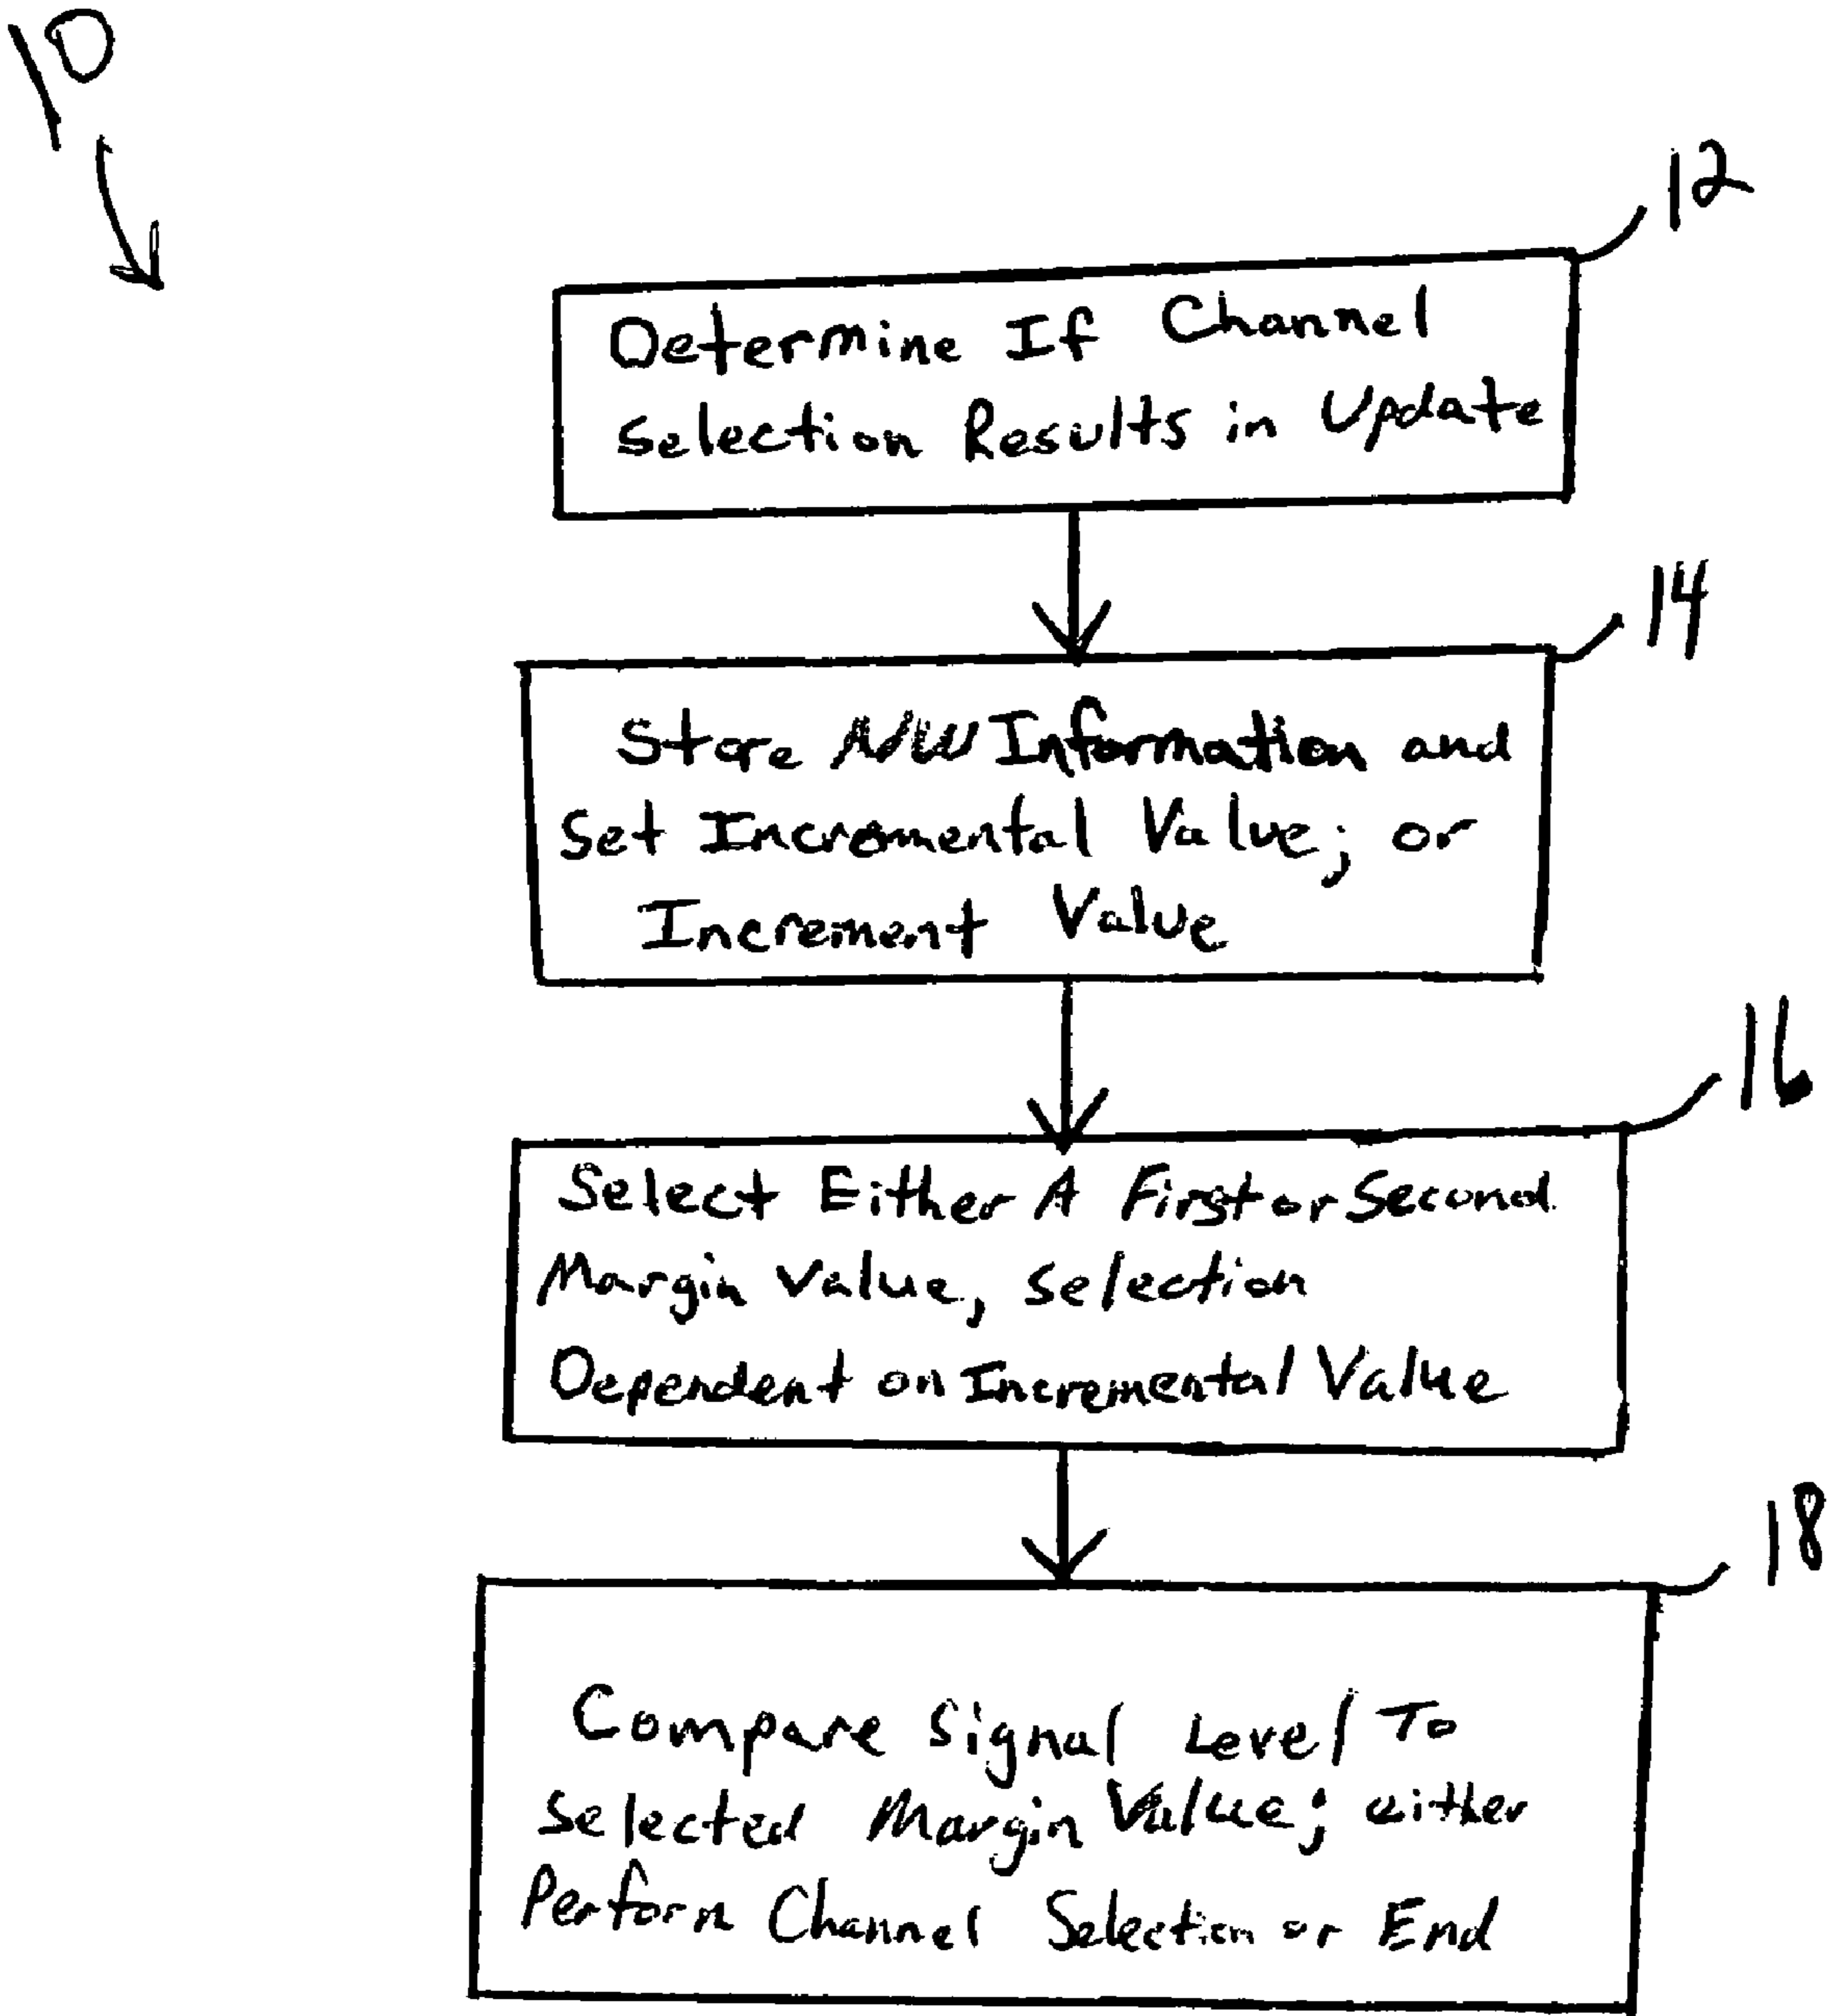 10
12
Determine If Channel
Selection Results in Update
14
Store New Information and
Set Incremental Value; or
Increment Value
16
Select Either A First or Second
Margin Value, selection
Dependent on Incremental Value
18
Compare Signal Level To
Selected Margin Value; either
Perform Channel Selection or End